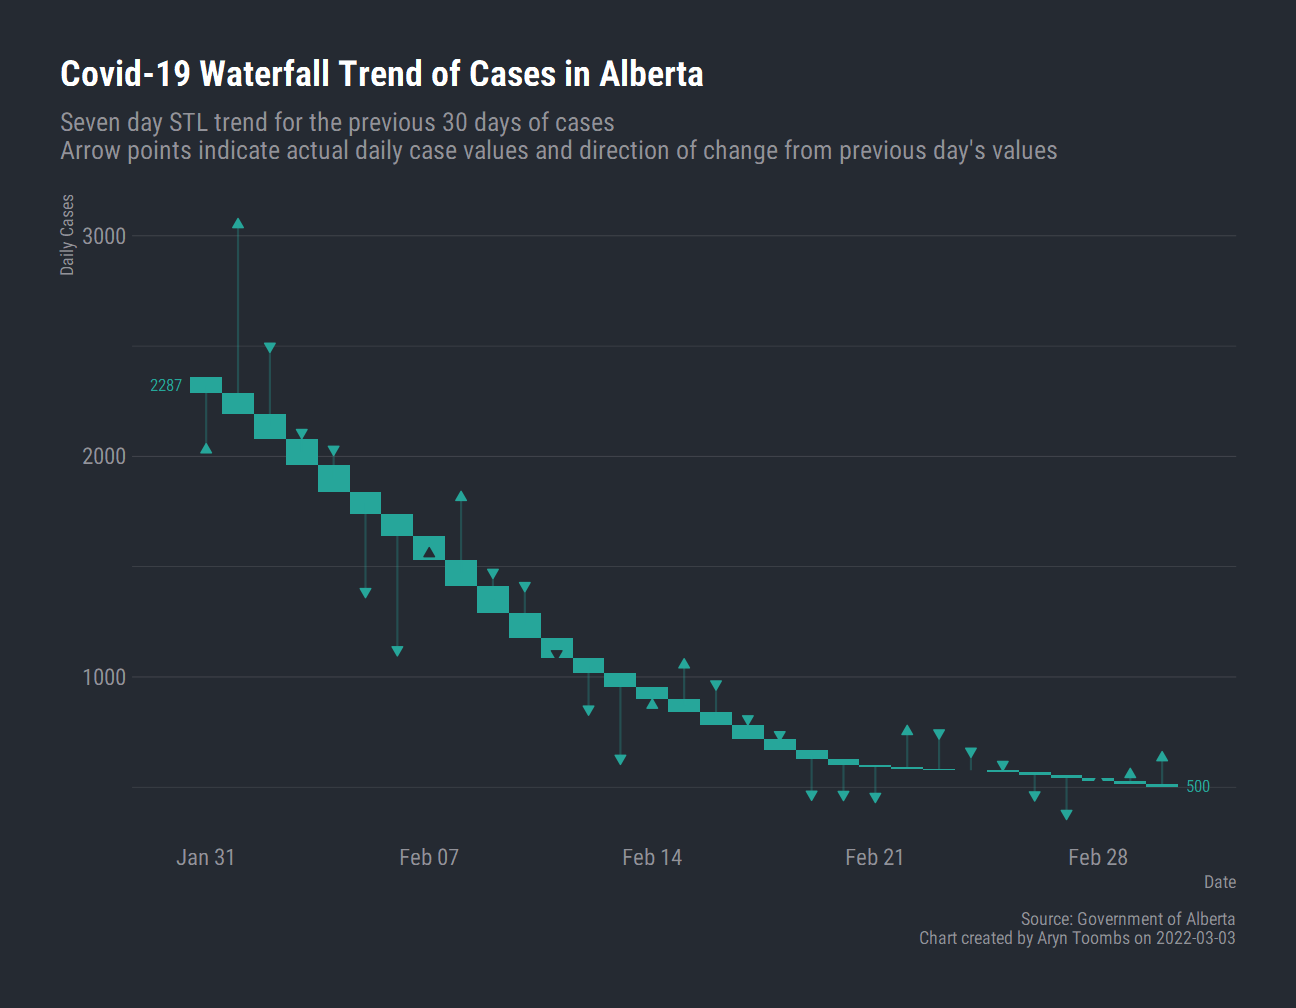 Covid-19 Waterfall Trend of Cases in Alberta
Seven day STL trend for the previous 30 days of cases
Arrow points indicate actual daily case values and direction of change from previous day's values
Daily Cases
3000
2287
2000
1000
500
Jan 31
Feb 07
Feb 14
Feb 21
Feb 28
Date
Source: Government of Alberta
Chart created by Aryn Toombs on 2022-03-03